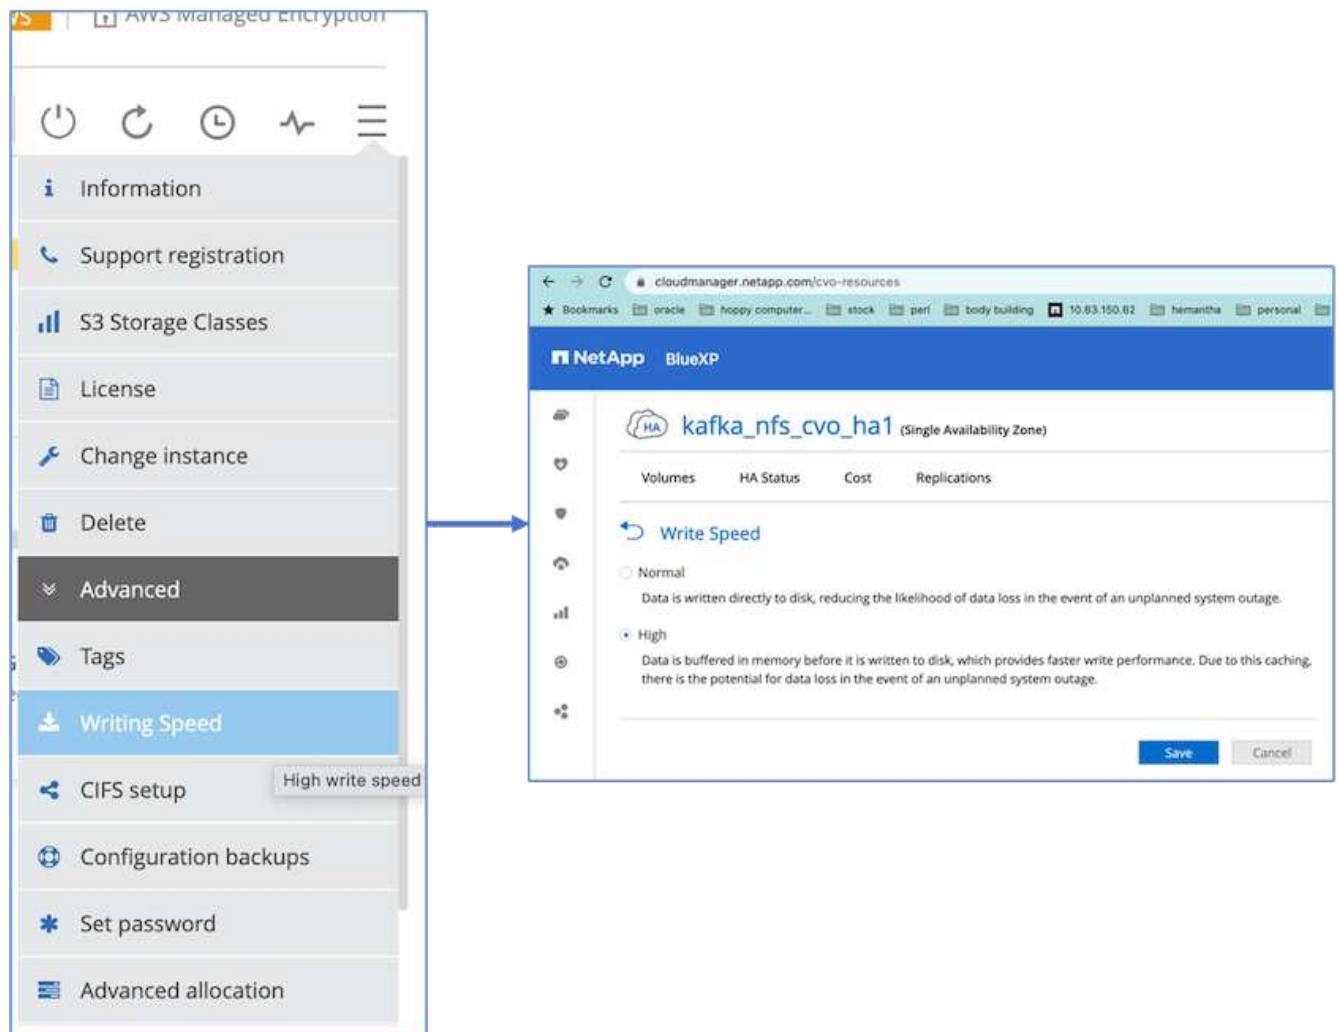 AWS Managed Encryption
Information
Support registration
S3 Storage Classes
License
Change instance
Delete
Advanced
Tags
Writing Speed
High write speed
CIFS setup
Configuration backups
Set password
Advanced allocation
cloudmanager.netapp.com/cvo-resources
Bookmarks oracle hoppy computer... stock perl body building 10.63.150.62 hemantha personal
NetApp BlueXP
HA kafka_nfs_cvo_ha1 (Single Availability Zone)
Volumes HA Status Cost Replications
Write Speed
Normal
Data is written directly to disk, reducing the likelihood of data loss in the event of an unplanned system outage.
High
Data is buffered in memory before it is written to disk, which provides faster write performance. Due to this caching,
there is the potential for data loss in the event of an unplanned system outage.
Save Cancel